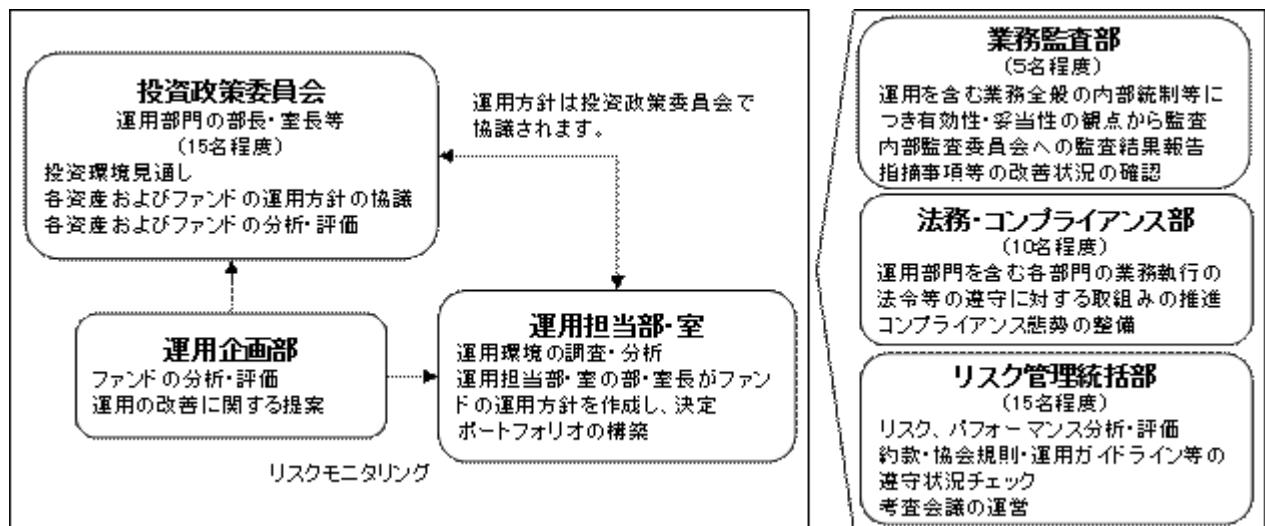 投資政策委員会
運用部門の部長・室長等
(15名程度)
投資環境見通し
各資産およびファンドの運用方針の協議
各資産およびファンドの分析・評価
運用方針は投資政策委員会で
協議されます。
運用企画部
ファンドの分析・評価
運用の改善に関する提案
運用担当部・室
運用環境の調査・分析
運用担当部・室の部・室長がファン
ドの運用方針を作成し、決定
ポートフォリオの構築
リスクモニタリング
業務監査部
(5名程度)
運用を含む業務全般の内部統制等に
つき有効性・妥当性の観点から監査
内部監査委員会への監査結果報告
指摘事項等の改善状況の確認
法務・コンプライアンス部
(10名程度)
運用部門を含む各部門の業務執行の
法令等の遵守に対する取組みの推進
コンプライアンス態勢の整備
リスク管理統括部
(15名程度)
リスク、パフォーマンス分析・評価
約款・協会規則・運用ガイドライン等の
遵守状況チェック
考査会議の運営